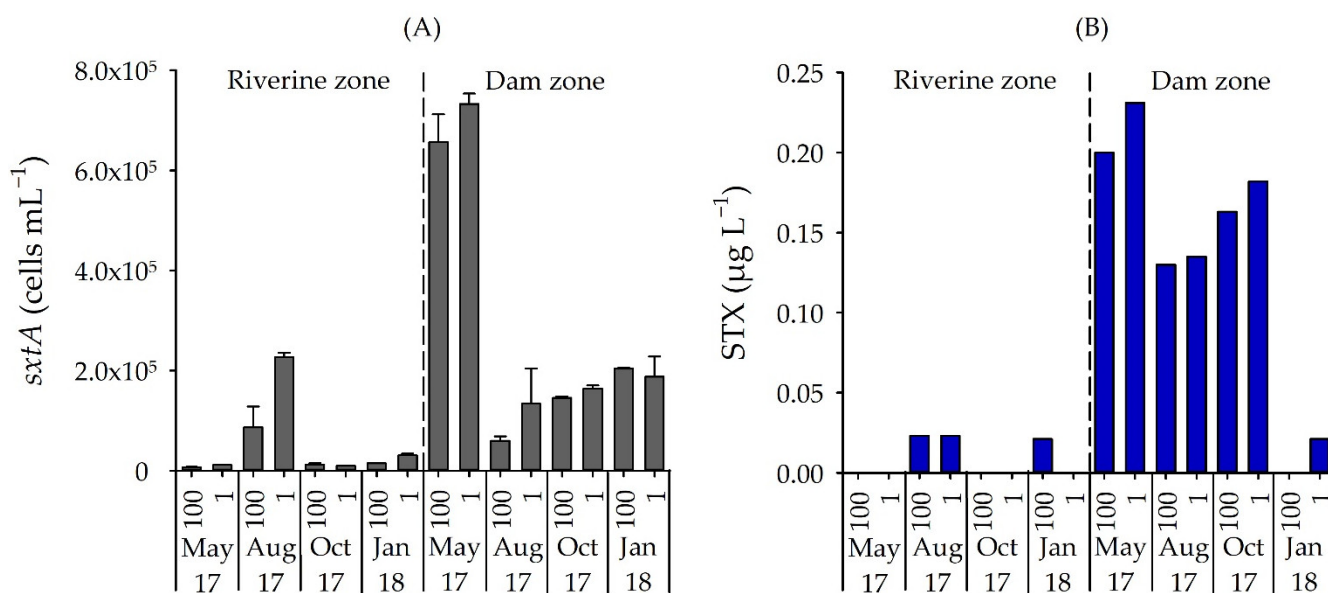 (A)
8.0x10⁵
6.0x10⁵
4.0x10⁵
2.0x10⁵
0
sxtA (cells mL⁻¹)
Riverine zone
Dam zone
100 1 100 1 100 1 100 1 100 1 100 1 100 1 100 1
May Aug Oct Jan May Aug Oct Jan
17 17 17 18 17 17 17 18
(B)
0.25
0.20
0.15
0.10
0.05
0.00
STX (µg L⁻¹)
Riverine zone
Dam zone
100 1 100 1 100 1 100 1 100 1 100 1 100 1 100 1
May Aug Oct Jan May Aug Oct Jan
17 17 17 18 17 17 17 18